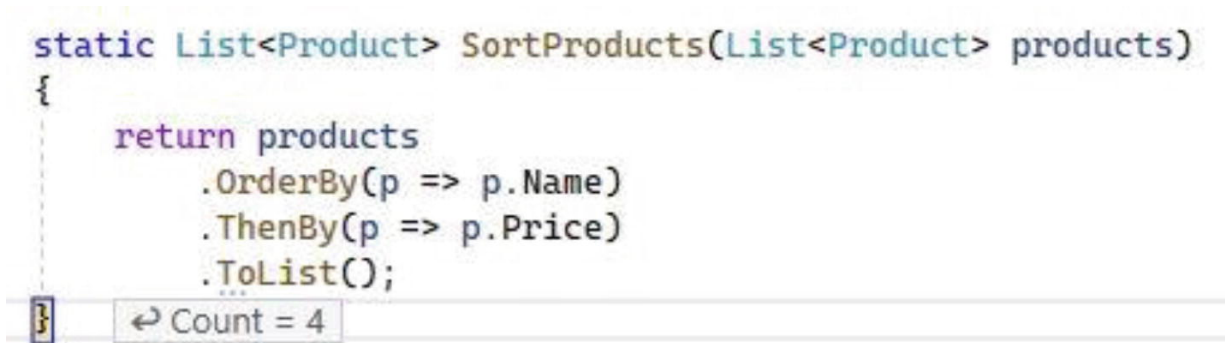 static List<Product> SortProducts(List<Product> products)
{
return products
.OrderBy(p => p.Name)
.ThenBy(p => p.Price)
.ToList();
} ↩ Count = 4